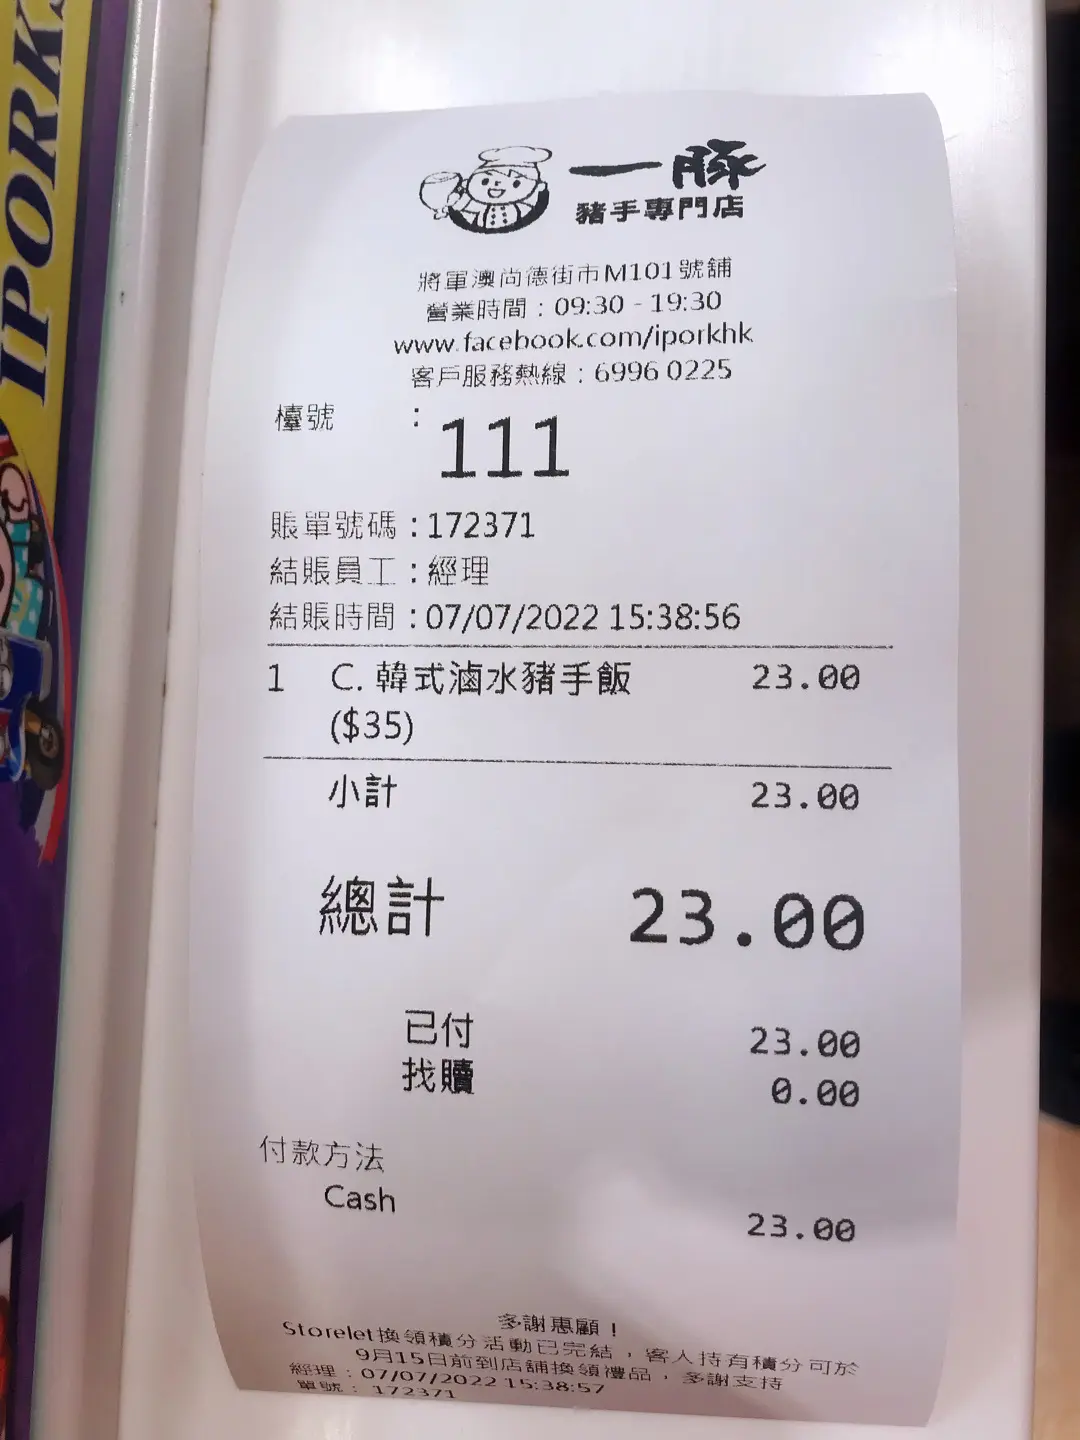 IPORK
一豚
豬手專門店
將軍澳尚德街市M101號舖
營業時間：09:30 - 19:30
www.facebook.com/iporkhk
客戶服務熱線：6996 0225
檯號 : 111
賬單號碼：172371
結賬員工：經理
結賬時間：07/07/2022 15:38:56
1 C. 韓式滷水豬手飯 23.00
($35)
小計 23.00
總計 23.00
已付 23.00
找贖 0.00
付款方法
Cash
23.00
多謝惠顧！
Storelet換領積分活動已完結，客人持有積分可於
9月15日前到店舖換領禮品，多謝支持
經理：07/07/2022 15:38:57
單號：172371